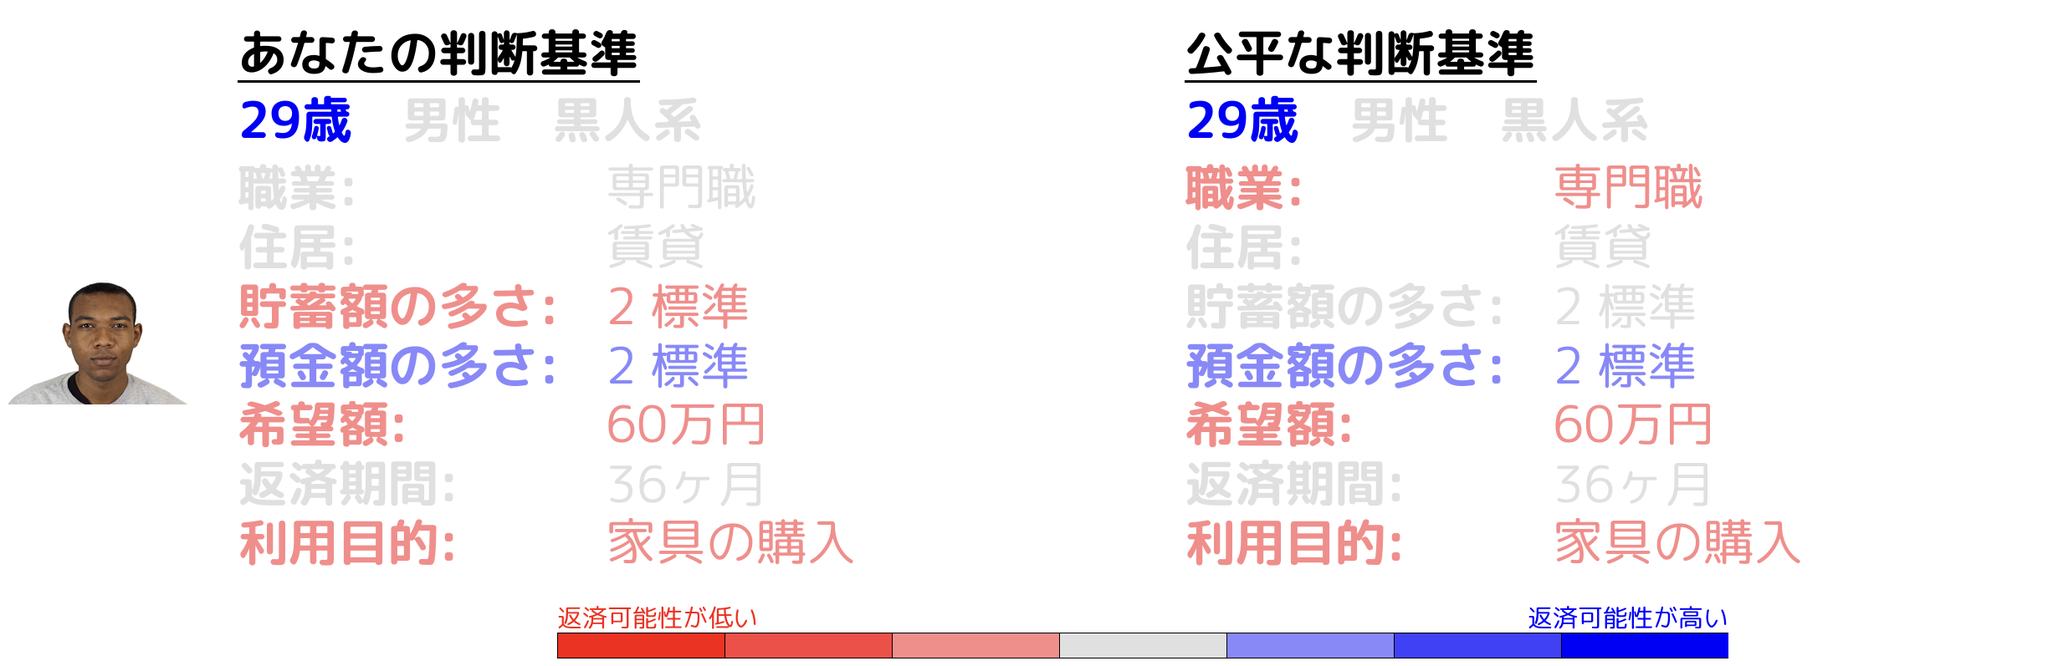 あなたの判断基準
29歳 男性 黒人系
職業: 専門職
住居: 賃貸
貯蓄額の多さ: 2 標準
預金額の多さ: 2 標準
希望額: 60万円
返済期間: 36ヶ月
利用目的: 家具の購入
公平な判断基準
29歳 男性 黒人系
職業: 専門職
住居: 賃貸
貯蓄額の多さ: 2 標準
預金額の多さ: 2 標準
希望額: 60万円
返済期間: 36ヶ月
利用目的: 家具の購入
返済可能性が低い 返済可能性が高い